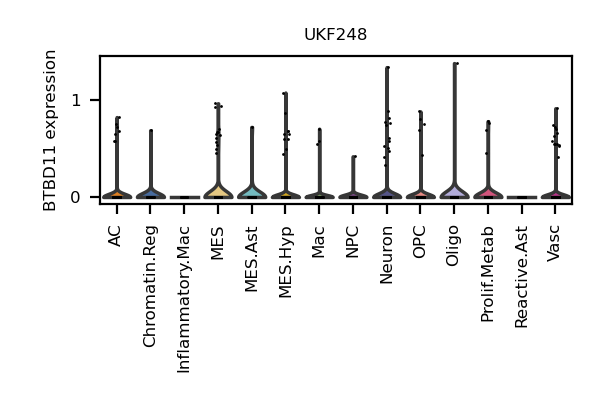 UKF248
BTBD11 expression
1
0
AC
Chromatin.Reg
Inflammatory.Mac
MES
MES.Ast
MES.Hyp
Mac
NPC
Neuron
OPC
Oligo
Prolif.Metab
Reactive.Ast
Vasc